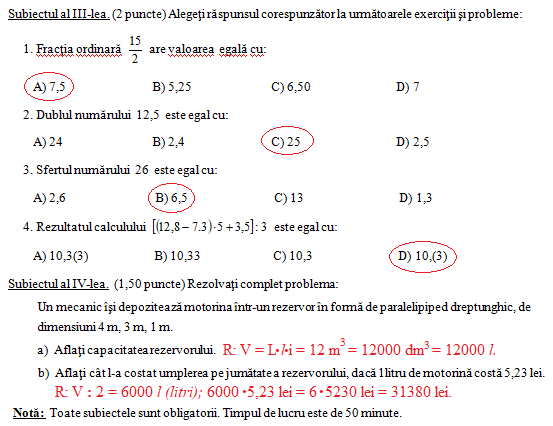 Subiectul al III-lea. (2 puncte) Alegeți răspunsul corespunzător la următoarele exerciții și probleme:
1. Fracția ordinară 15/2 are valoarea egală cu:
A) 7,5 B) 5,25 C) 6,50 D) 7
2. Dublul numărului 12,5 este egal cu:
A) 24 B) 2,4 C) 25 D) 2,5
3. Sfertul numărului 26 este egal cu:
A) 2,6 B) 6,5 C) 13 D) 1,3
4. Rezultatul calculului [(12,8 – 7.3)·5 + 3,5]: 3 este egal cu:
A) 10,3(3) B) 10,33 C) 10,3 D) 10,(3)
Subiectul al IV-lea. (1,50 puncte) Rezolvați complet problema:
Un mecanic își depozitează motorina într-un rezervor în formă de paralelipiped dreptunghic, de
dimensiuni 4 m, 3 m, 1 m.
a) Aflați capacitatea rezervorului. R: V = L·l·i = 12 m³ = 12000 dm³ = 12000 l.
b) Aflați cât l-a costat umplerea pe jumătate a rezervorului, dacă 1litru de motorină costă 5,23 lei.
R: V : 2 = 6000 l (litri); 6000 ·5,23 lei = 6·5230 lei = 31380 lei.
Notă: Toate subiectele sunt obligatorii. Timpul de lucru este de 50 minute.